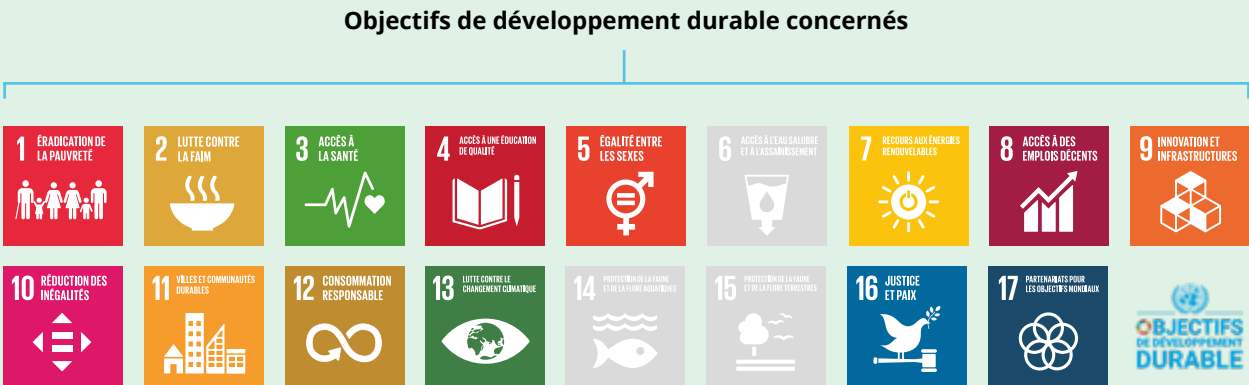 Objectifs de développement durable concernés
1 ÉRADICATION DE
LA PAUVRETÉ
2 LUTTE CONTRE
LA FAIM
3 ACCÈS À
LA SANTÉ
4 ACCÈS À UNE ÉDUCATION
DE QUALITÉ
5 ÉGALITÉ ENTRE
LES SEXES
6 ACCÈS À L'EAU SALUBRE
ET À L'ASSAINISSEMENT
7 RECOURS AUX ÉNERGIES
RENOUVELABLES
8 ACCÈS À DES
EMPLOIS DÉCENTS
9 INNOVATION ET
INFRASTRUCTURES
10 RÉDUCTION DES
INÉGALITÉS
11 VILLES ET COMMUNAUTÉS
DURABLES
12 CONSOMMATION
RESPONSABLE
13 LUTTE CONTRE LE
CHANGEMENT CLIMATIQUE
14 PROTECTION DE LA FAUNE
ET DE LA FLORE AQUATIQUES
15 PROTECTION DE LA FAUNE
ET DE LA FLORE TERRESTRES
16 JUSTICE
ET PAIX
17 PARTENARIATS POUR
LES OBJECTIFS MONDIAUX
OBJECTIFS
DE DÉVELOPPEMENT
DURABLE